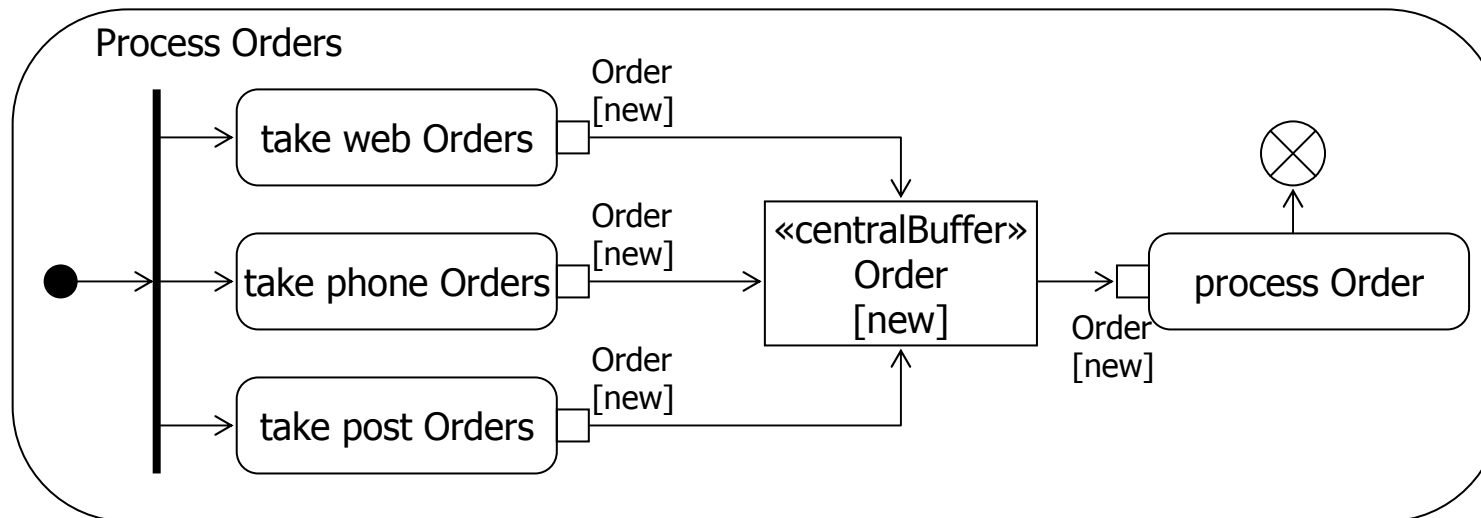 Process Orders
Order
[new]
take web Orders
Order
[new]
take phone Orders
«centralBuffer»
Order
[new]
process Order
Order
[new]
Order
[new]
take post Orders